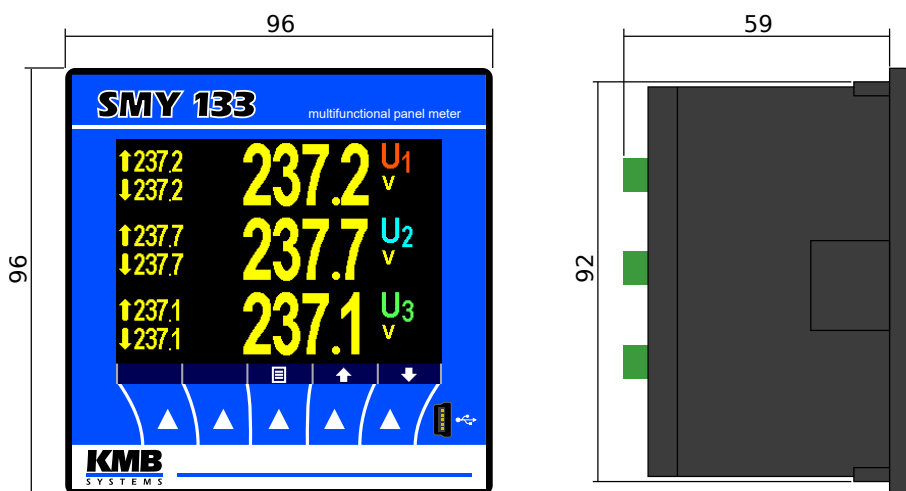 96
59
SMY 133
multifunctional panel meter
237.2
237.2
237.2
U1
V
237.7
237.7
237.7
U2
V
237.1
237.1
237.1
U3
V
96
92
KMB
SYSTEMS